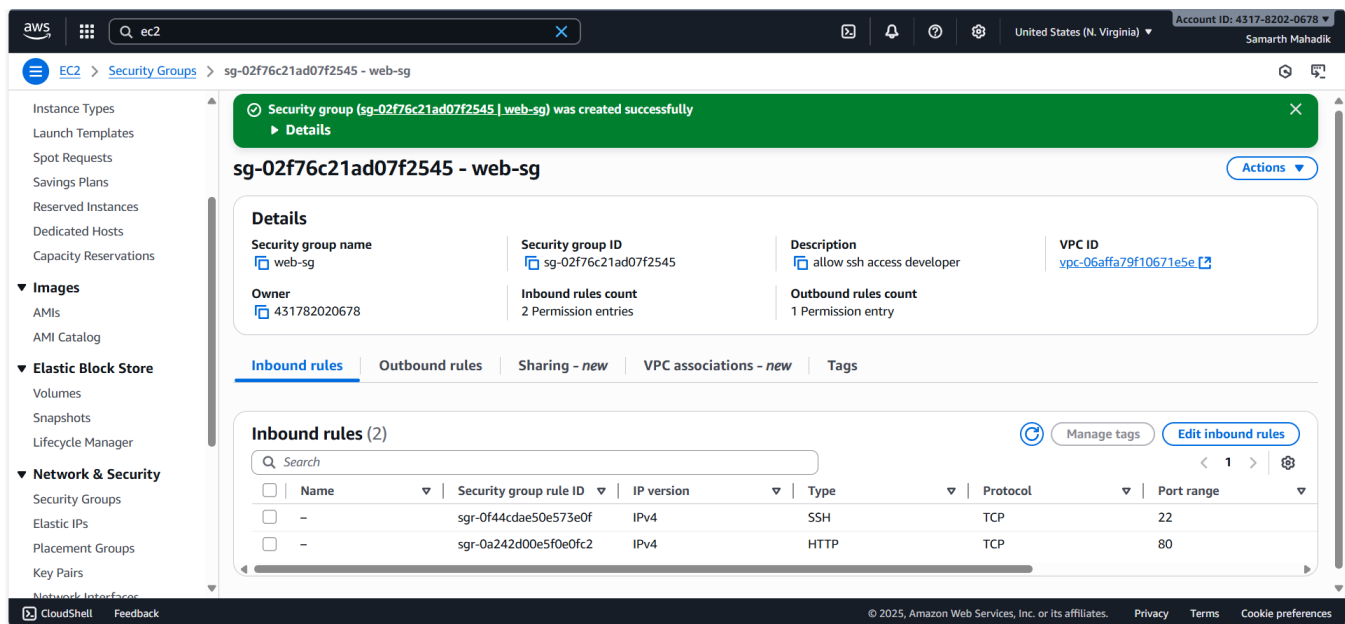 aws
ec2
United States (N. Virginia)
Account ID: 4317-8202-0678
Samarth Mahadik
EC2 > Security Groups > sg-02f76c21ad07f2545 - web-sg
Instance Types
Launch Templates
Spot Requests
Savings Plans
Reserved Instances
Dedicated Hosts
Capacity Reservations
Images
AMIs
AMI Catalog
Elastic Block Store
Volumes
Snapshots
Lifecycle Manager
Network & Security
Security Groups
Elastic IPs
Placement Groups
Key Pairs
Network Interfaces
Security group (sg-02f76c21ad07f2545 | web-sg) was created successfully
Details
sg-02f76c21ad07f2545 - web-sg
Actions
Details
Security group name
web-sg
Security group ID
sg-02f76c21ad07f2545
Description
allow ssh access developer
VPC ID
vpc-06affa79f10671e5e
Owner
431782020678
Inbound rules count
2 Permission entries
Outbound rules count
1 Permission entry
Inbound rules
Outbound rules
Sharing - new
VPC associations - new
Tags
Inbound rules (2)
Manage tags
Edit inbound rules
Search
1
Name Security group rule ID IP version Type Protocol Port range
– sgr-0f44cdae50e573e0f IPv4 SSH TCP 22
– sgr-0a242d00e5f0e0fc2 IPv4 HTTP TCP 80
CloudShell Feedback © 2025, Amazon Web Services, Inc. or its affiliates. Privacy Terms Cookie preferences